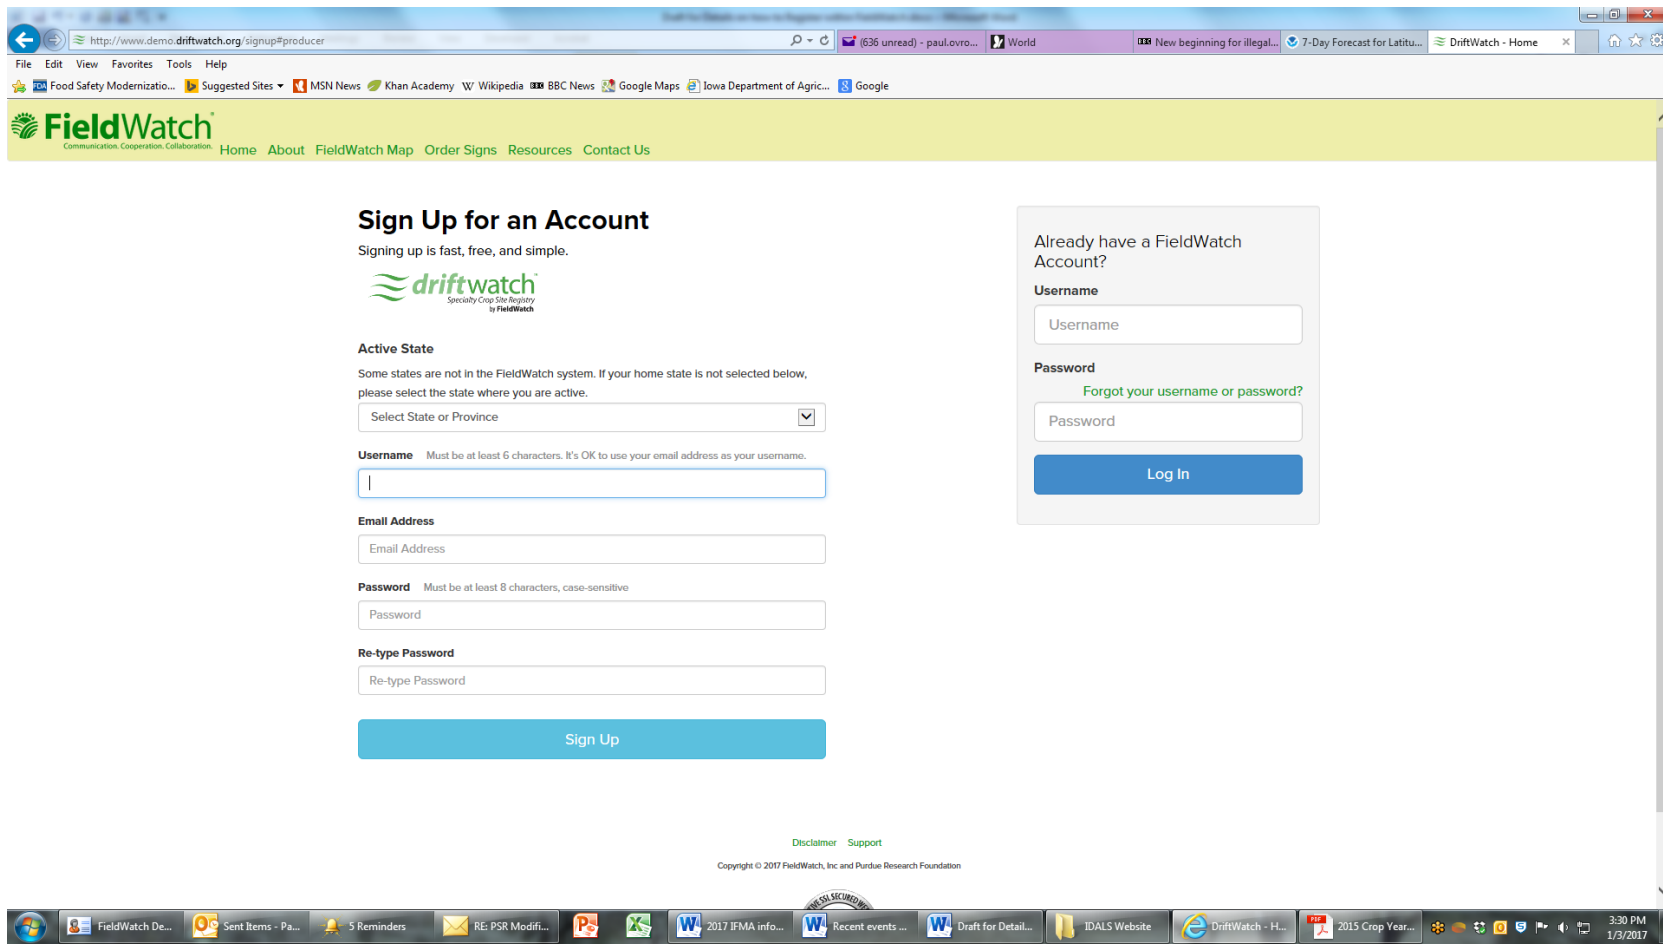 http://www.demo.driftwatch.org/signup#producer
(636 unread) - paul.ovro...
World
BBC New beginning for illegal...
7-Day Forecast for Latitu...
DriftWatch - Home
File Edit View Favorites Tools Help
FDA Food Safety Modernizatio... Suggested Sites MSN News Khan Academy W Wikipedia BBC BBC News Google Maps Iowa Department of Agric... 8 Google
FieldWatch®
Communication. Cooperation. Collaboration.
Home About FieldWatch Map Order Signs Resources Contact Us
Sign Up for an Account
Signing up is fast, free, and simple.
driftwatch™
Specialty Crop Site Registry
by FieldWatch
Active State
Some states are not in the FieldWatch system. If your home state is not selected below,
please select the state where you are active.
Select State or Province
Username Must be at least 6 characters. It's OK to use your email address as your username.
Email Address
Email Address
Password Must be at least 8 characters, case-sensitive
Password
Re-type Password
Re-type Password
Sign Up
Already have a FieldWatch
Account?
Username
Username
Password
Forgot your username or password?
Password
Log In
Disclaimer Support
Copyright © 2017 FieldWatch, Inc and Purdue Research Foundation
SSL SECURED
FieldWatch De...
Sent Items - Pa...
5 Reminders
RE: PSR Modifi...
2017 IFMA info...
Recent events ...
Draft for Detail...
IDALS Website
DriftWatch - H...
2015 Crop Year...
3:30 PM
1/3/2017